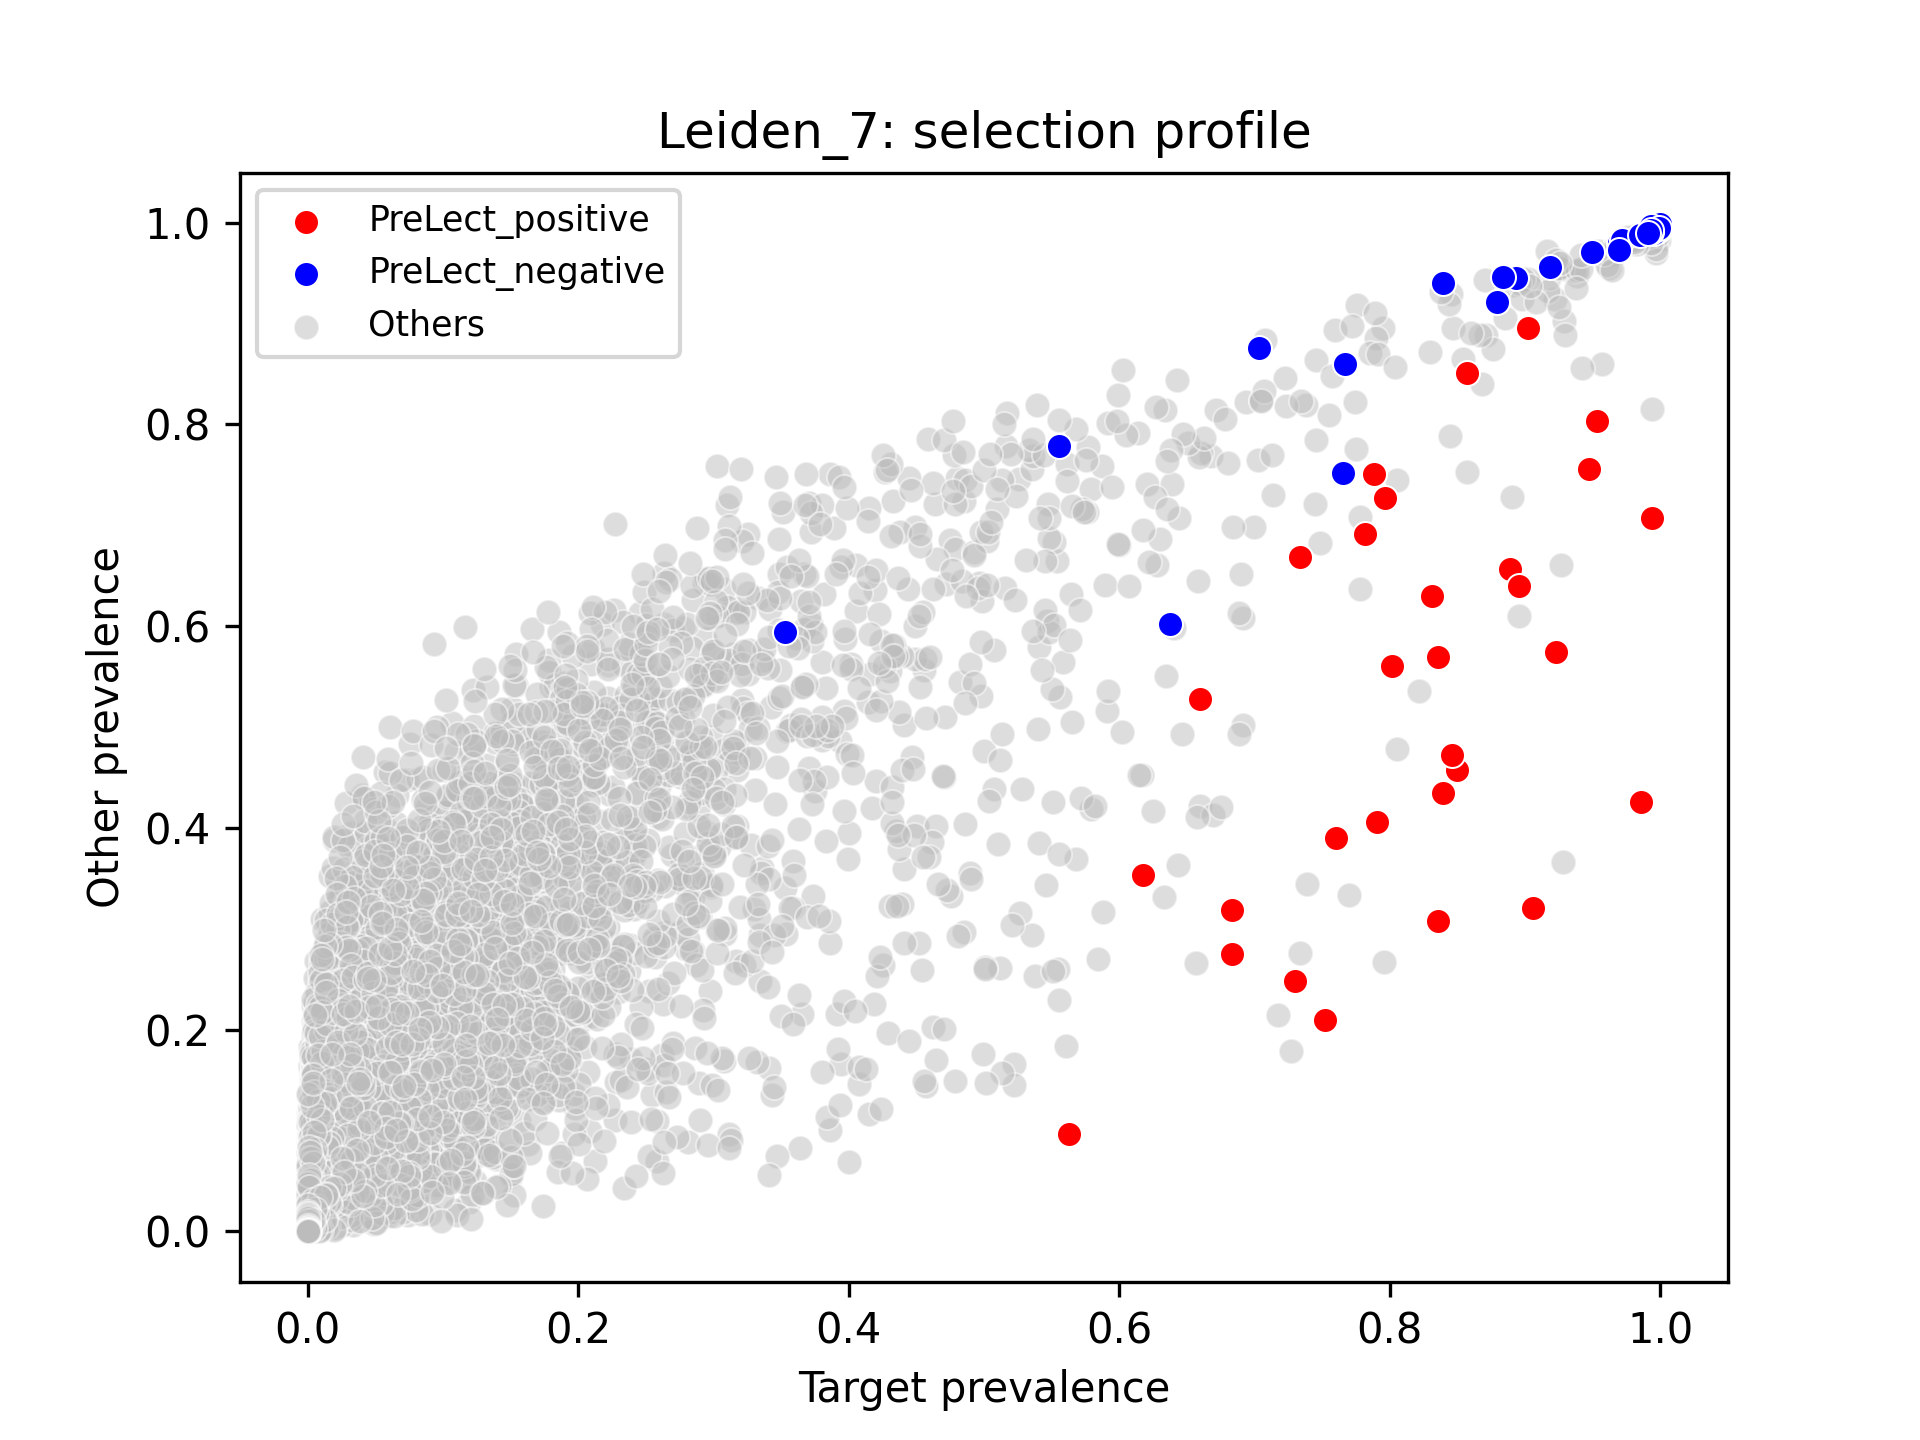 Leiden_7: selection profile
PreLect_positive
PreLect_negative
Others
1.0
0.8
0.6
0.4
0.2
0.0
Other prevalence
0.0 0.2 0.4 0.6 0.8 1.0
Target prevalence